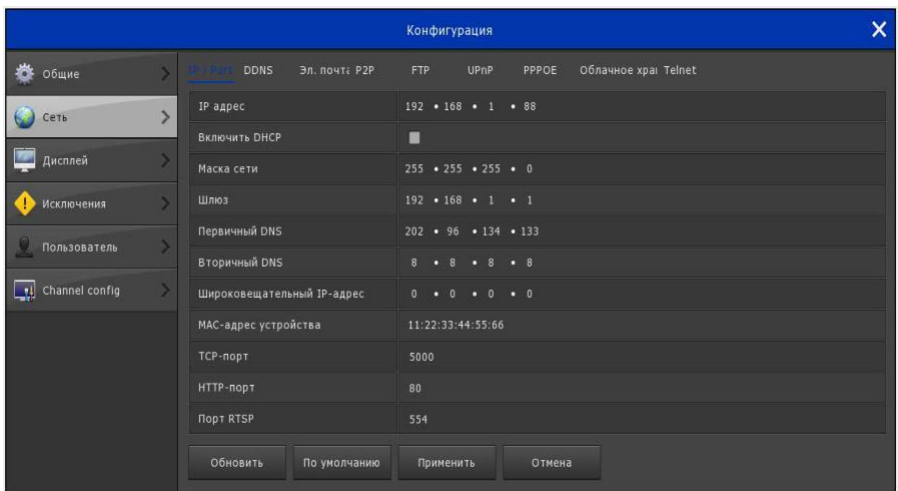 Конфигурация
Общие
Сеть
Дисплей
Исключения
Пользователь
Channel config
IP / Port DDNS Эл. почта P2P FTP UPnP PPPOE Облачное хра Telnet
IP адрес 192 • 168 • 1 • 88
Включить DHCP
Маска сети 255 • 255 • 255 • 0
Шлюз 192 • 168 • 1 • 1
Первичный DNS 202 • 96 • 134 • 133
Вторичный DNS 8 • 8 • 8 • 8
Широковещательный IP-адрес 0 • 0 • 0 • 0
MAC-адрес устройства 11:22:33:44:55:66
TCP-порт 5000
HTTP-порт 80
Порт RTSP 554
Обновить По умолчанию Применить Отмена